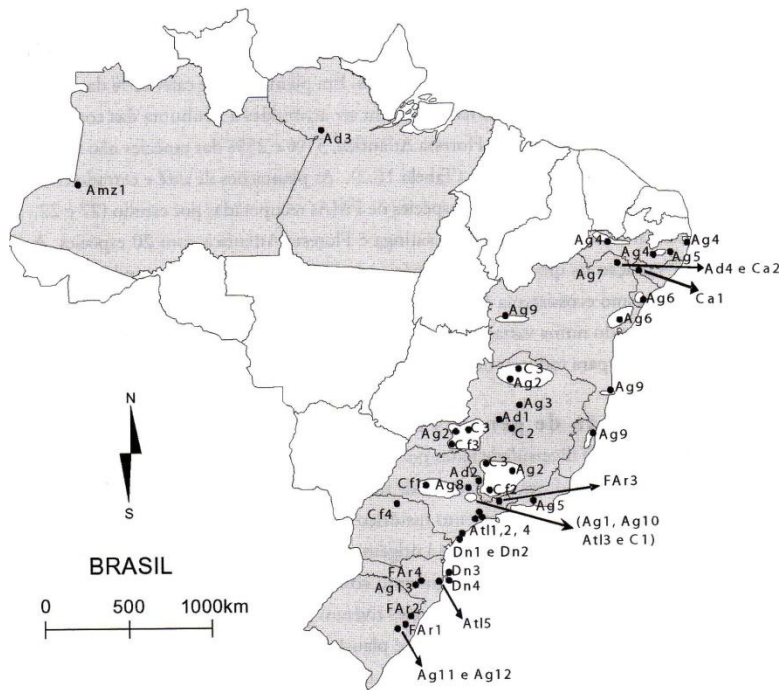 Ad3
Amz1
Ag4
Ag4
Ag4
Ag5
Ag7
Ad4 e Ca2
Ca1
Ag6
Ag9
Ag6
C3
Ag2
Ag9
Ag3
Ad1
C2
Ag2
C3
Ag9
Cf3
C3
Ag2
Ad2
FAr3
Cf1
Ag8
Cf2
Ag5
Cf4
(Ag1, Ag10
Atl3 e C1)
Atl1,2, 4
Dn1 e Dn2
FAr4
Dn3
Ag13
Dn4
FAr2
Atl5
FAr1
Ag11 e Ag12
N
S
BRASIL
0 500 1000km